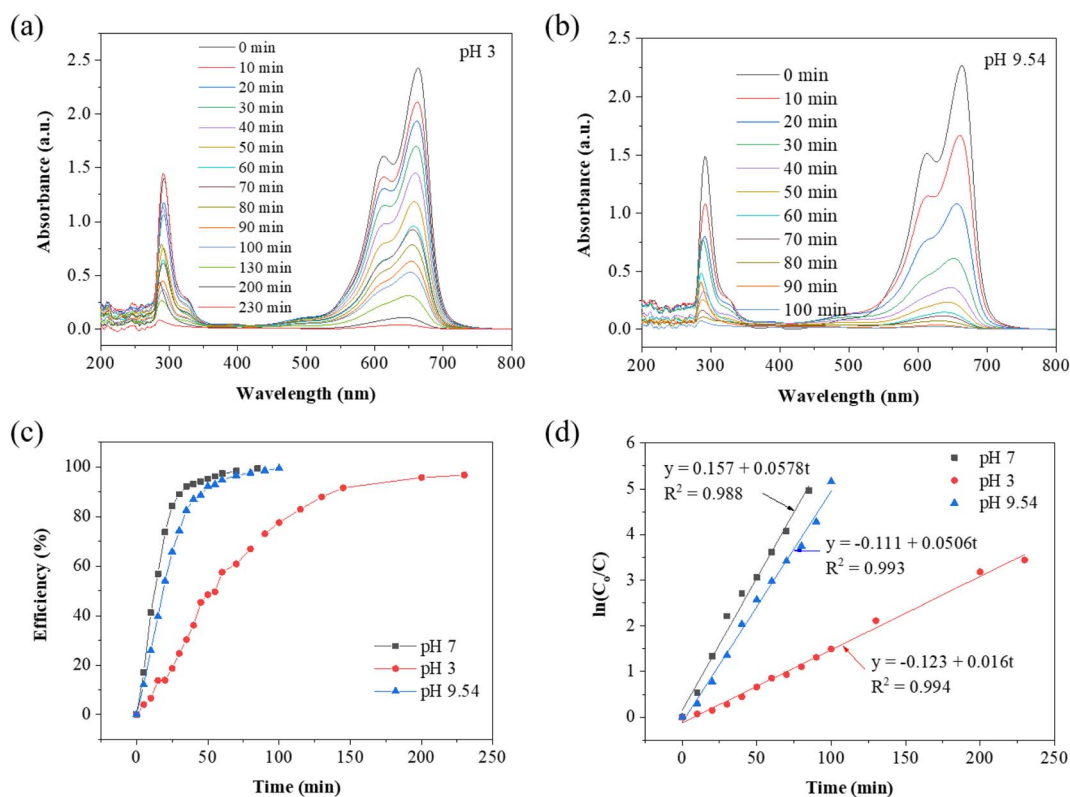 (a)
pH 3
0 min
10 min
20 min
30 min
40 min
50 min
60 min
70 min
80 min
90 min
100 min
130 min
200 min
230 min
2.5
2.0
1.5
1.0
0.5
0.0
Absorbance (a.u.)
200 300 400 500 600 700 800
Wavelength (nm)
(b)
pH 9.54
0 min
10 min
20 min
30 min
40 min
50 min
60 min
70 min
80 min
90 min
100 min
2.5
2.0
1.5
1.0
0.5
0.0
Absorbance (a.u.)
200 300 400 500 600 700 800
Wavelength (nm)
(c)
100
80
60
40
20
0
Efficiency (%)
pH 7
pH 3
pH 9.54
0 50 100 150 200 250
Time (min)
(d)
6
5
4
3
2
1
0
ln(Cₒ/C)
pH 7
pH 3
pH 9.54
y = 0.157 + 0.0578t
R² = 0.988
y = -0.111 + 0.0506t
R² = 0.993
y = -0.123 + 0.016t
R² = 0.994
0 50 100 150 200 250
Time (min)